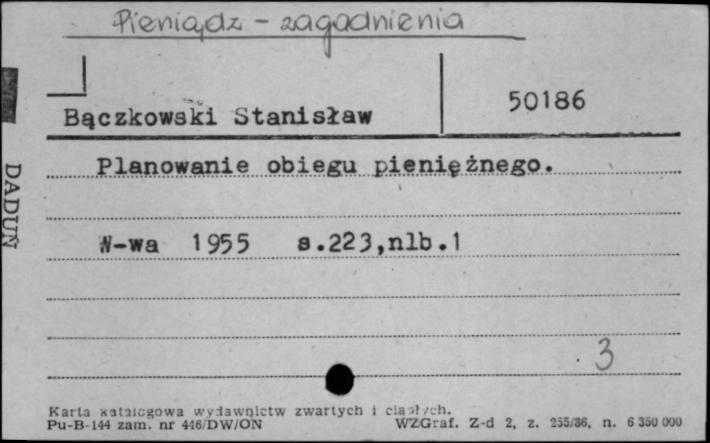 Pieniądz - zagadnienia
50186
Bączkowski Stanisław
Planowanie obiegu pieniężnego.
DADUŃ
W-wa 1955 s.223,nlb.1
3
Karta katalogowa wydawnictw zwartych i ciągłych.
Pu-B-144 zam. nr 446/DW/ON WZGraf. Z-d 2, z. 255/86, n. 6 350 000